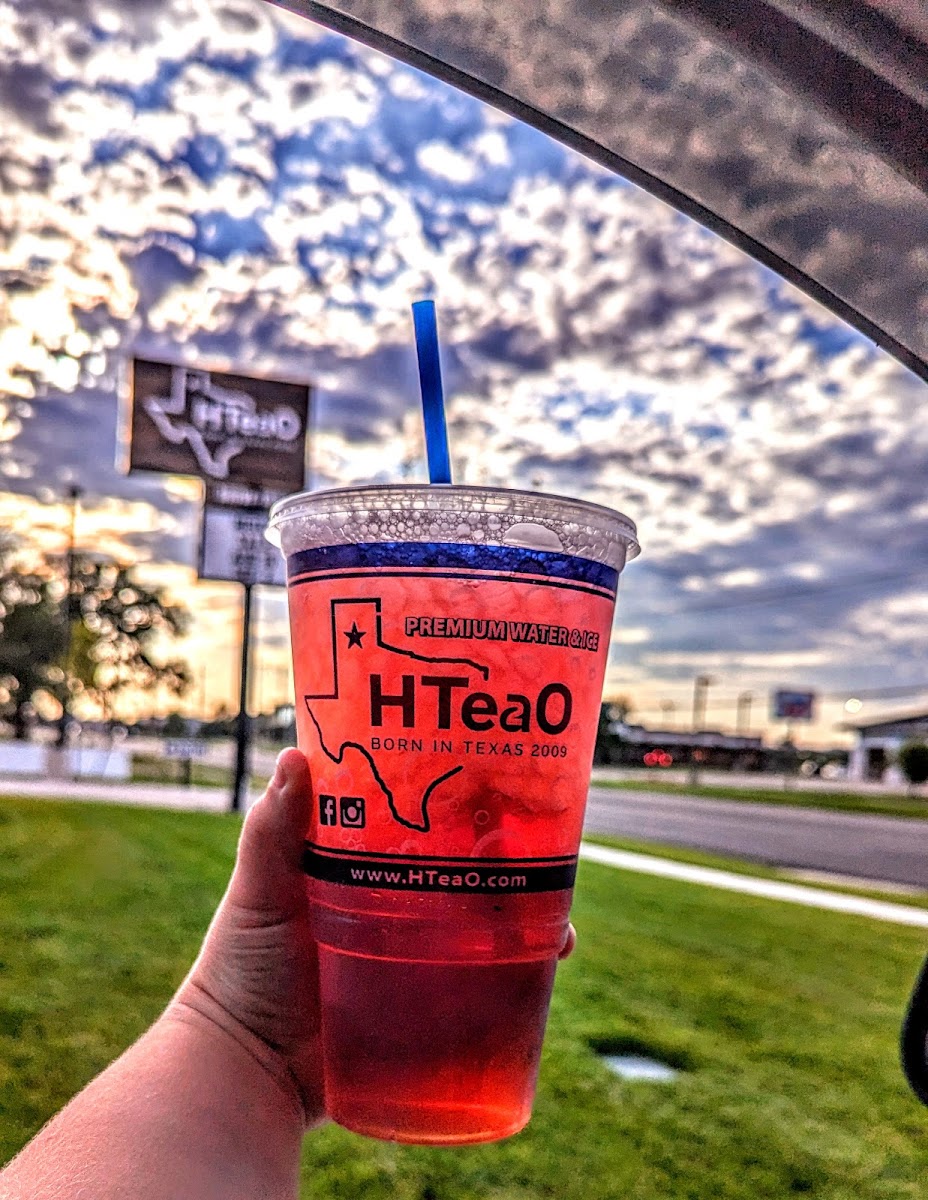 HTeaO
PREMIUM WATER & ICE
HTeaO
BORN IN TEXAS 2009
www.HTeaO.com